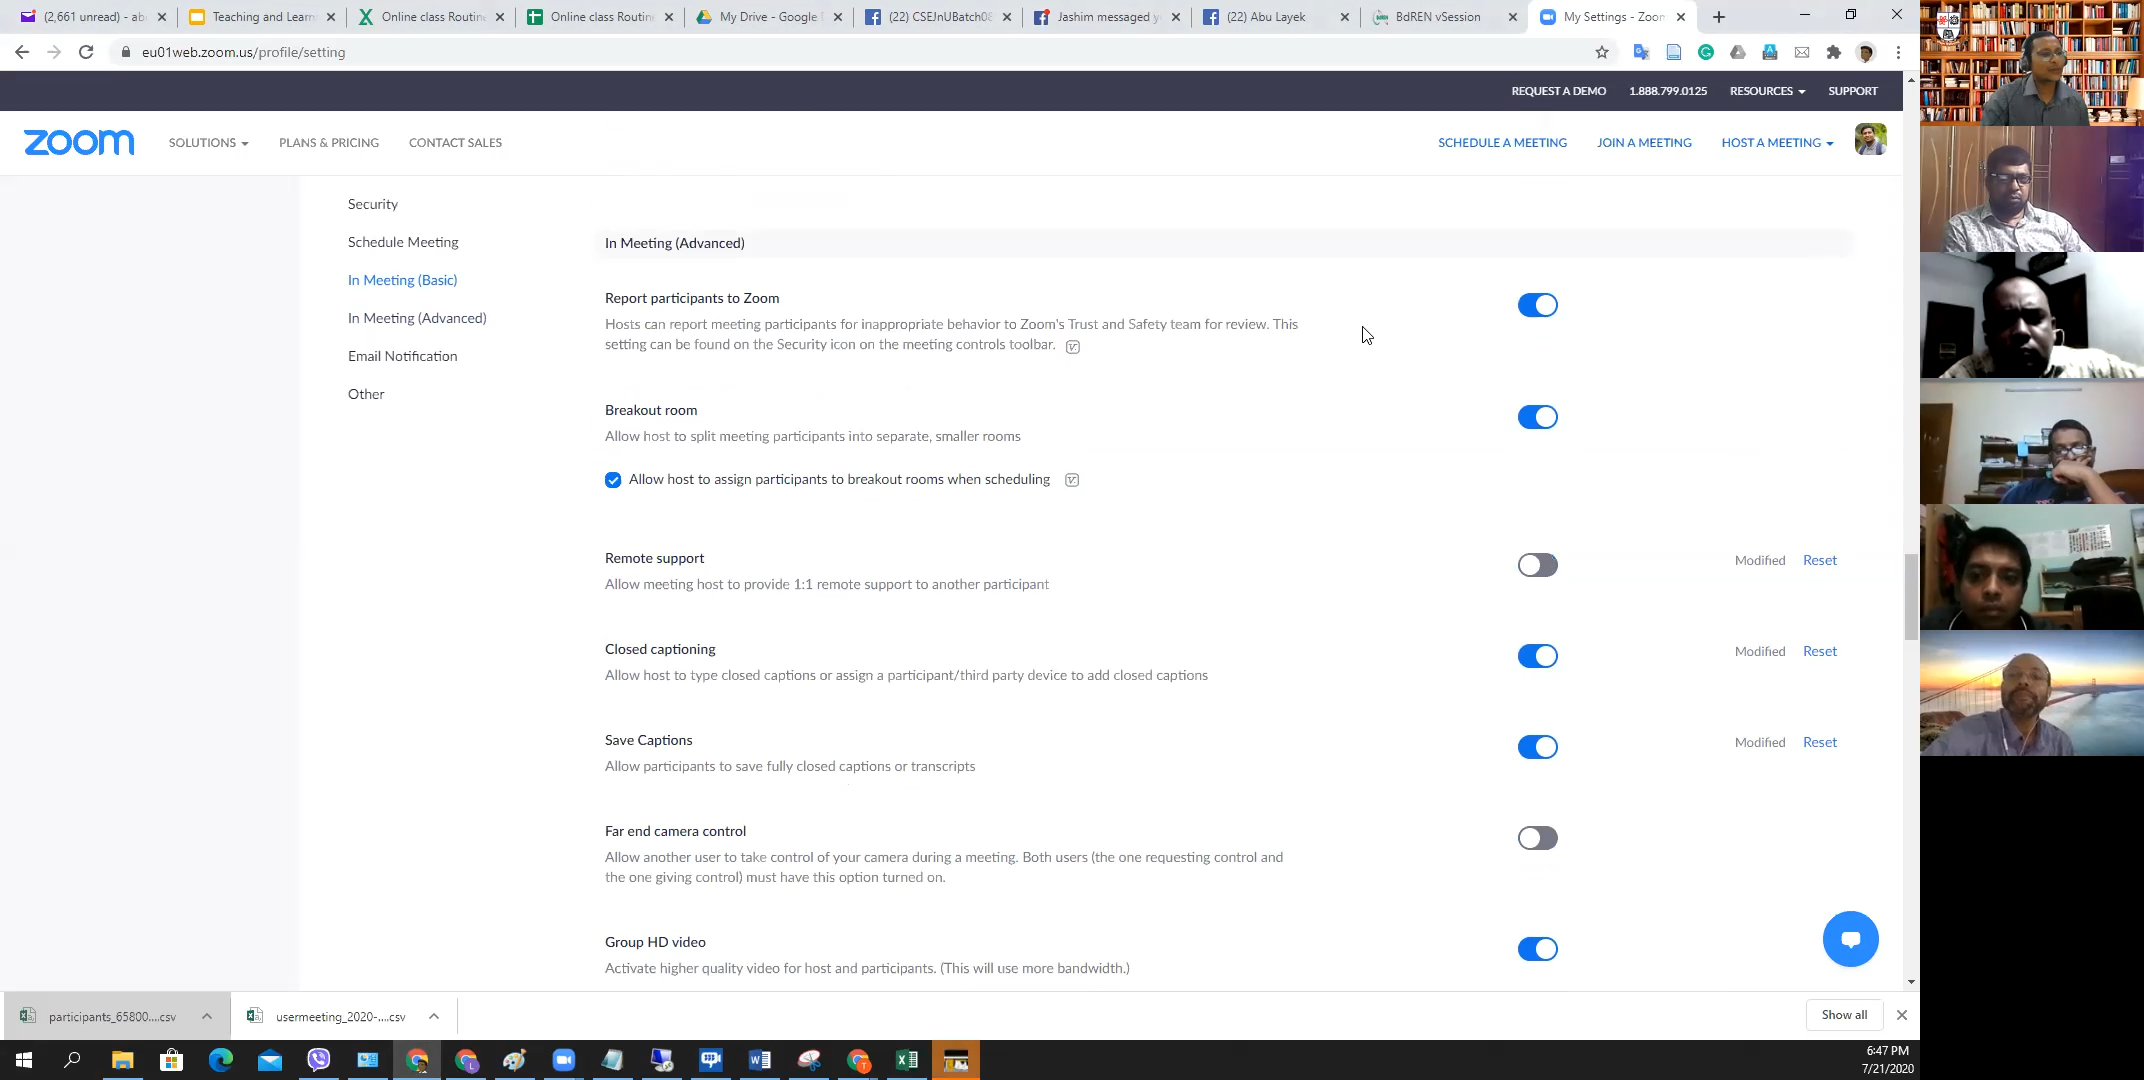 (2,661 unread) - ab
Teaching and Learn
Online class Routine
Online class Routin
My Drive - Google
(22) CSEJnUBatch08
Jashim messaged y
(22) Abu Layek
BdREN vSession
My Settings - Zoom
eu01web.zoom.us/profile/setting
REQUEST A DEMO
1.888.799.0125
RESOURCES
SUPPORT
zoom
SOLUTIONS
PLANS & PRICING
CONTACT SALES
SCHEDULE A MEETING
JOIN A MEETING
HOST A MEETING
Security
Schedule Meeting
In Meeting (Basic)
In Meeting (Advanced)
Email Notification
Other
In Meeting (Advanced)
Report participants to Zoom
Hosts can report meeting participants for inappropriate behavior to Zoom's Trust and Safety team for review. This
setting can be found on the Security icon on the meeting controls toolbar.
Breakout room
Allow host to split meeting participants into separate, smaller rooms
Allow host to assign participants to breakout rooms when scheduling
Remote support
Modified Reset
Allow meeting host to provide 1:1 remote support to another participant
Closed captioning
Modified Reset
Allow host to type closed captions or assign a participant/third party device to add closed captions
Save Captions
Modified Reset
Allow participants to save fully closed captions or transcripts
Far end camera control
Allow another user to take control of your camera during a meeting. Both users (the one requesting control and
the one giving control) must have this option turned on.
Group HD video
Activate higher quality video for host and participants. (This will use more bandwidth.)
participants_65800....csv
usermeeting_2020-....csv
Show all
6:47 PM
7/21/2020